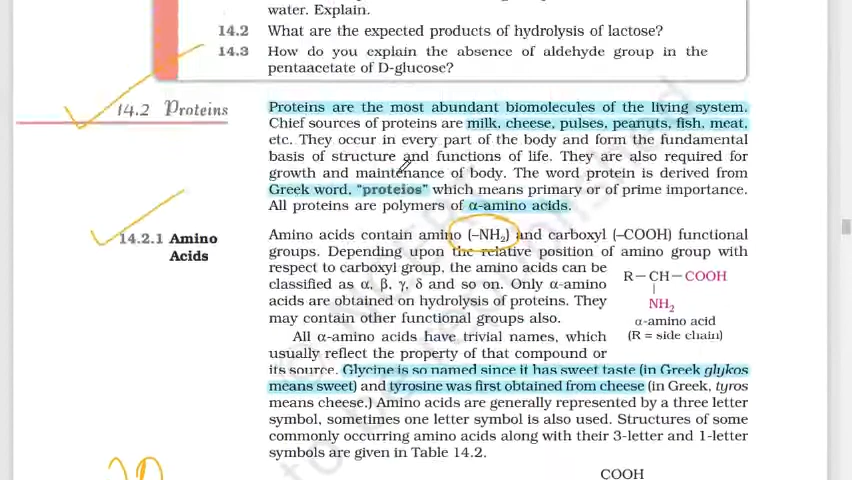 water. Explain.
14.2 What are the expected products of hydrolysis of lactose?
14.3 How do you explain the absence of aldehyde group in the
pentaacetate of D-glucose?
14.2 Proteins
Proteins are the most abundant biomolecules of the living system.
Chief sources of proteins are milk, cheese, pulses, peanuts, fish, meat,
etc. They occur in every part of the body and form the fundamental
basis of structure and functions of life. They are also required for
growth and maintenance of body. The word protein is derived from
Greek word, "proteios" which means primary or of prime importance.
All proteins are polymers of α-amino acids.
14.2.1 Amino
Acids
Amino acids contain amino (–NH₂) and carboxyl (–COOH) functional
groups. Depending upon the relative position of amino group with
respect to carboxyl group, the amino acids can be
classified as α, β, γ, δ and so on. Only α-amino
acids are obtained on hydrolysis of proteins. They
may contain other functional groups also.
R–CH–COOH
|
NH₂
α-amino acid
(R = side chain)
All α-amino acids have trivial names, which
usually reflect the property of that compound or
its source. Glycine is so named since it has sweet taste (in Greek glykos
means sweet) and tyrosine was first obtained from cheese (in Greek, tyros
means cheese.) Amino acids are generally represented by a three letter
symbol, sometimes one letter symbol is also used. Structures of some
commonly occurring amino acids along with their 3-letter and 1-letter
symbols are given in Table 14.2.
COOH